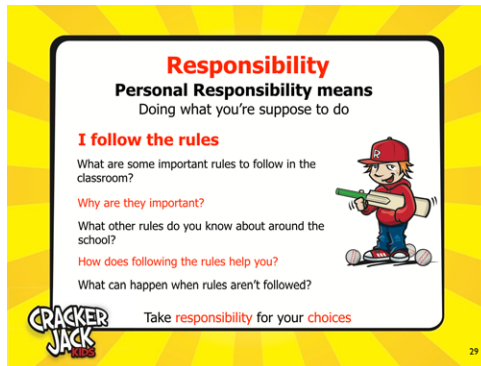 Responsibility
Personal Responsibility means
Doing what you're suppose to do
I follow the rules
What are some important rules to follow in the
classroom?
Why are they important?
What other rules do you know about around the
school?
How does following the rules help you?
What can happen when rules aren't followed?
Take responsibility for your choices
R
CRACKER
JACK
KIDS
29